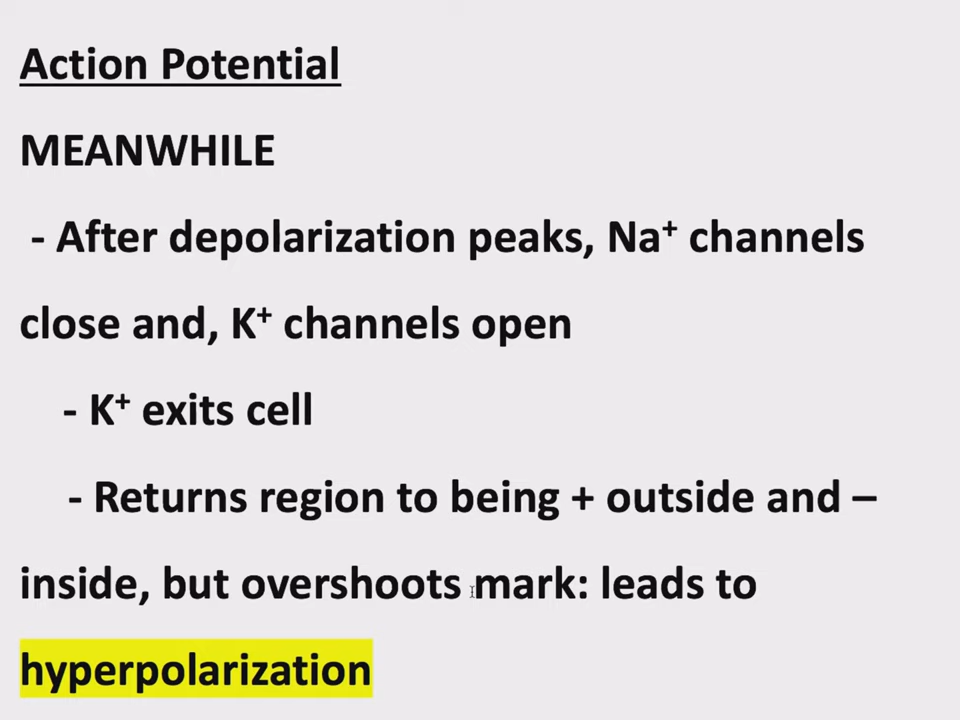 Action Potential
MEANWHILE
- After depolarization peaks, Na⁺ channels
close and, K⁺ channels open
- K⁺ exits cell
- Returns region to being + outside and –
inside, but overshoots mark: leads to
hyperpolarization